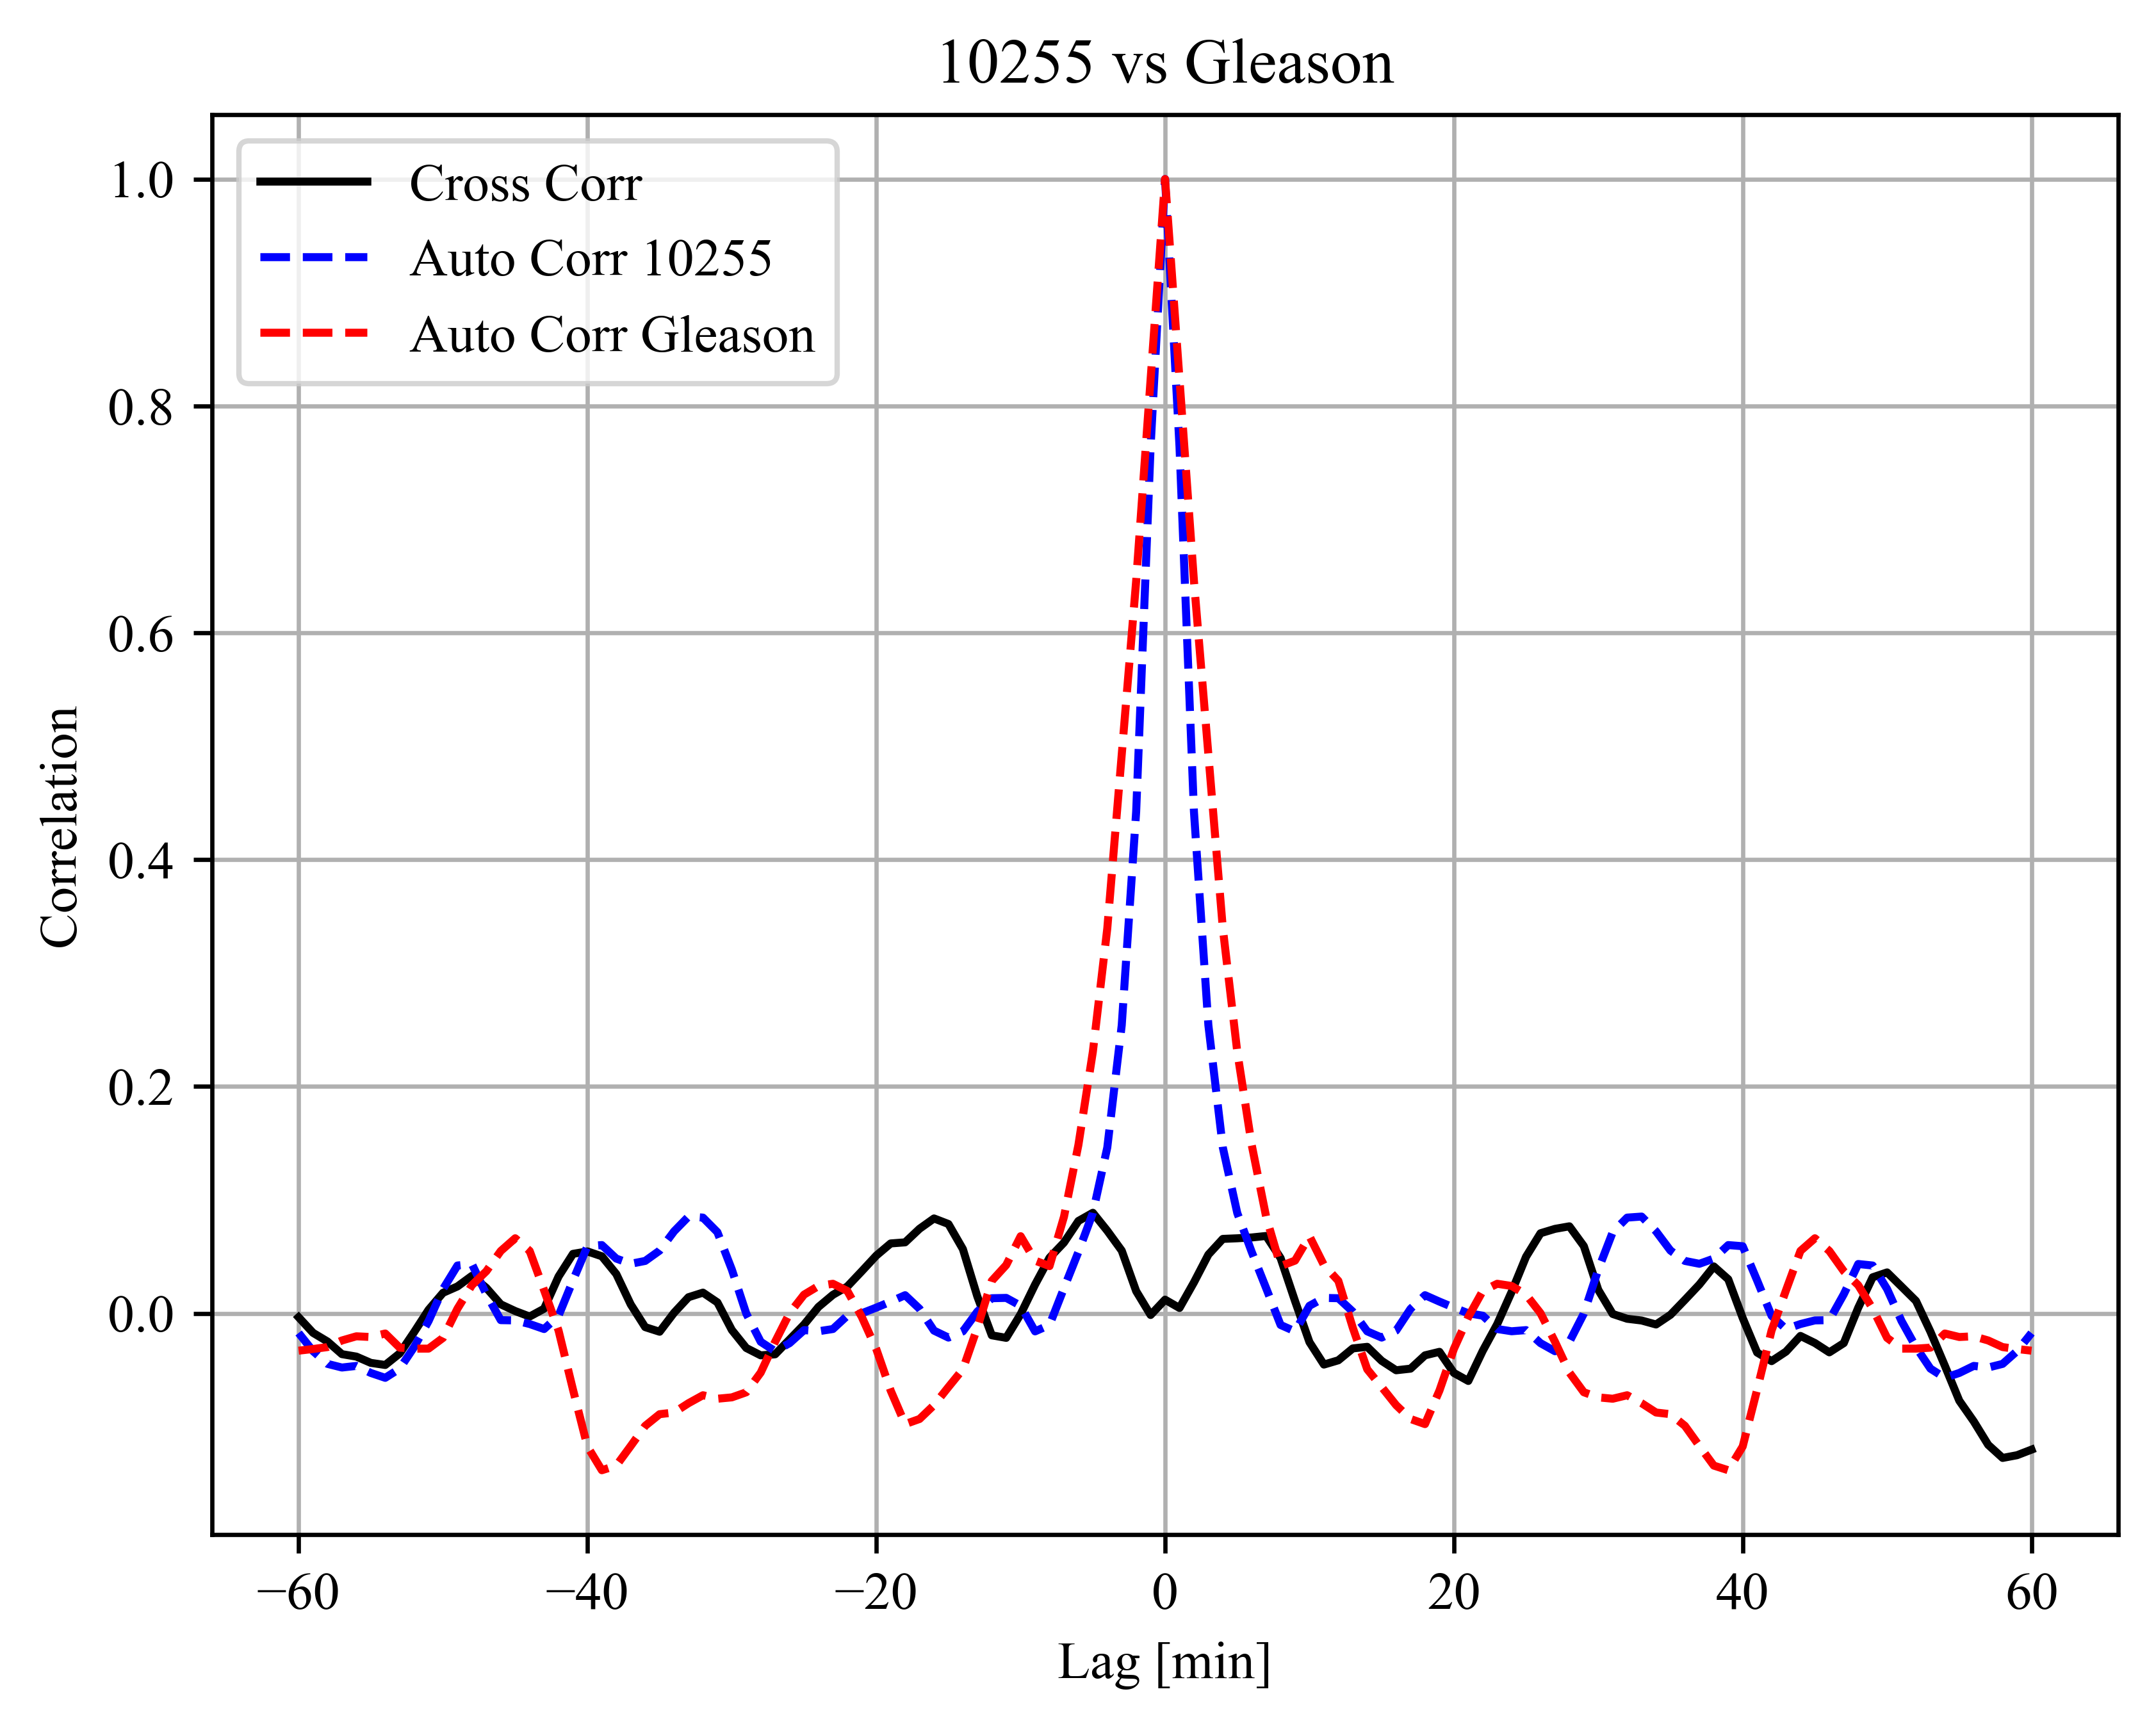 10255 vs Gleason
Cross Corr
Auto Corr 10255
Auto Corr Gleason
1.0
0.8
0.6
0.4
0.2
0.0
Correlation
−60
−40
−20
0
20
40
60
Lag [min]